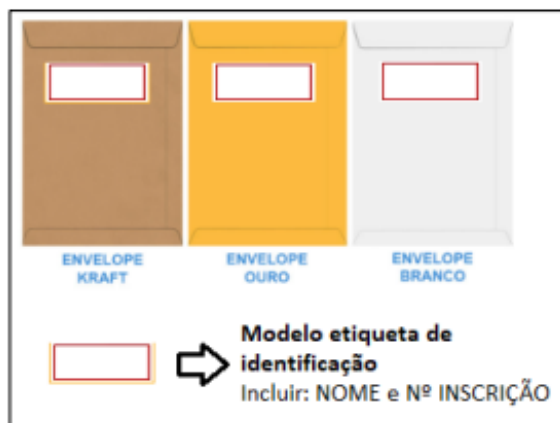 ENVELOPE KRAFT
ENVELOPE OURO
ENVELOPE BRANCO
Modelo etiqueta de
identificação
Incluir: NOME e Nº INSCRIÇÃO